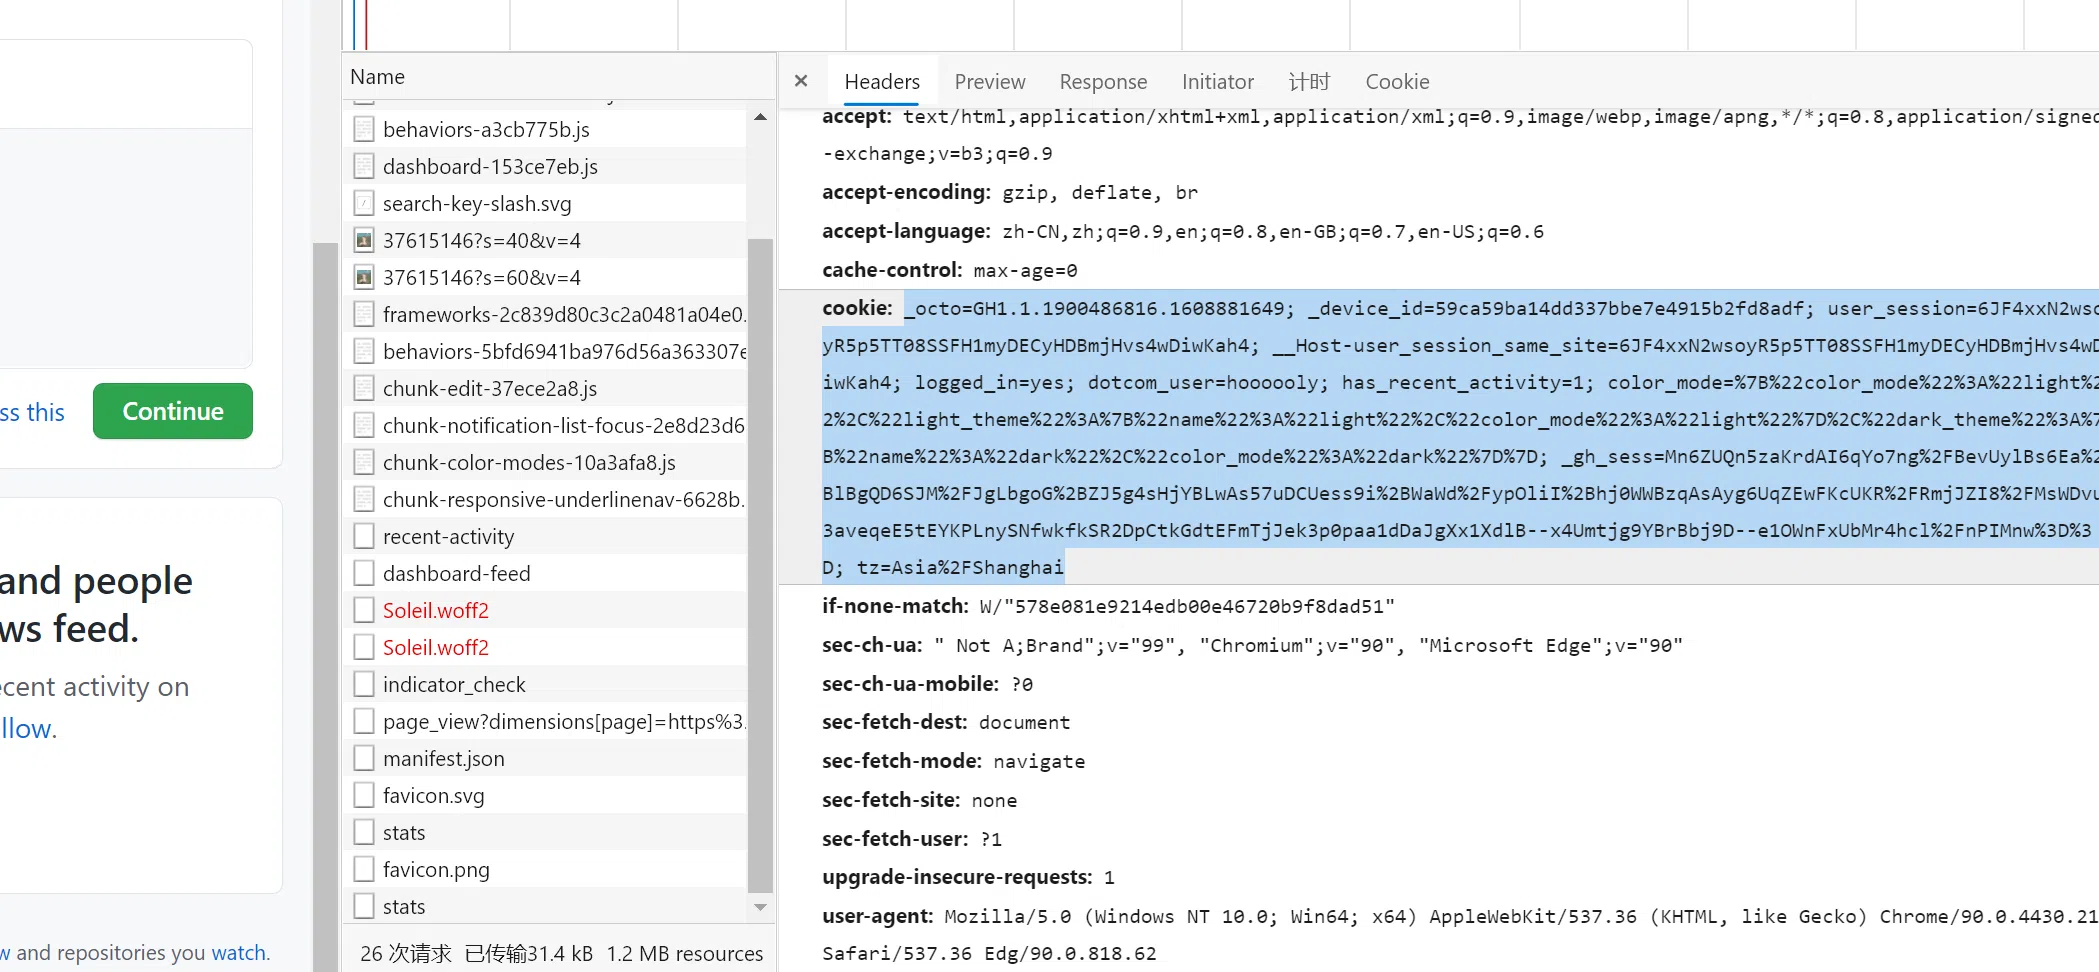 ss this
Continue
and people
ws feed.
ecent activity on
llow.
w and repositories you watch.
Name
behaviors-a3cb775b.js
dashboard-153ce7eb.js
search-key-slash.svg
37615146?s=40&v=4
37615146?s=60&v=4
frameworks-2c839d80c3c2a0481a04e0.
behaviors-5bfd6941ba976d56a363307e
chunk-edit-37ece2a8.js
chunk-notification-list-focus-2e8d23d6
chunk-color-modes-10a3afa8.js
chunk-responsive-underlinenav-6628b.
recent-activity
dashboard-feed
Soleil.woff2
Soleil.woff2
indicator_check
page_view?dimensions[page]=https%3.
manifest.json
favicon.svg
stats
favicon.png
stats
26 次请求 已传输31.4 kB 1.2 MB resources
× Headers Preview Response Initiator 计时 Cookie
accept: text/html,application/xhtml+xml,application/xml;q=0.9,image/webp,image/apng,*/*;q=0.8,application/signed
-exchange;v=b3;q=0.9
accept-encoding: gzip, deflate, br
accept-language: zh-CN,zh;q=0.9,en;q=0.8,en-GB;q=0.7,en-US;q=0.6
cache-control: max-age=0
cookie: _octo=GH1.1.1900486816.1608881649; _device_id=59ca59ba14dd337bbe7e4915b2fd8adf; user_session=6JF4xxN2wso
yR5p5TT08SSFH1myDECyHDBmjHvs4wDiwKah4; __Host-user_session_same_site=6JF4xxN2wsoyR5p5TT08SSFH1myDECyHDBmjHvs4wD
iwKah4; logged_in=yes; dotcom_user=hoooooly; has_recent_activity=1; color_mode=%7B%22color_mode%22%3A%22light%2
2%2C%22light_theme%22%3A%7B%22name%22%3A%22light%22%2C%22color_mode%22%3A%22light%22%7D%2C%22dark_theme%22%3A%7
B%22name%22%3A%22dark%22%2C%22color_mode%22%3A%22dark%22%7D%7D; _gh_sess=Mn6ZUQn5zaKrdAI6qYo7ng%2FBevUylBs6Ea%2
BlBgQD6SJM%2FJgLbgoG%2BZJ5g4sHjYBLwAs57uDCUess9i%2BWaWd%2FypOliI%2Bhj0WWBzqAsAyg6UqZEwFKcUKR%2FRmjJZI8%2FMsWDvu
3aveqeE5tEYKPLnySNfwkfkSR2DpCtkGdtEFmTjJek3p0paa1dDaJgXx1XdlB--x4Umtjg9YBrBbj9D--e1OWnFxUbMr4hcl%2FnPIMnw%3D%3
D; tz=Asia%2FShanghai
if-none-match: W/"578e081e9214edb00e46720b9f8dad51"
sec-ch-ua: " Not A;Brand";v="99", "Chromium";v="90", "Microsoft Edge";v="90"
sec-ch-ua-mobile: ?0
sec-fetch-dest: document
sec-fetch-mode: navigate
sec-fetch-site: none
sec-fetch-user: ?1
upgrade-insecure-requests: 1
user-agent: Mozilla/5.0 (Windows NT 10.0; Win64; x64) AppleWebKit/537.36 (KHTML, like Gecko) Chrome/90.0.4430.21
Safari/537.36 Edg/90.0.818.62